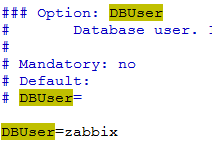 ### Option: DBUser
#       Database user.
#
# Mandatory: no
# Default:
# DBUser=

DBUser=zabbix